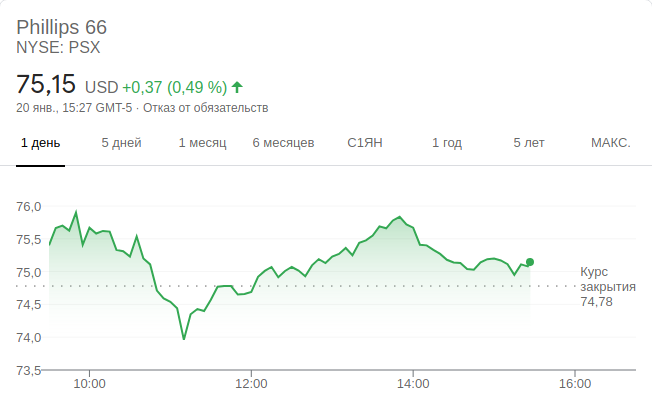 Phillips 66
NYSE: PSX
75,15 USD +0,37 (0,49 %)
20 янв., 15:27 GMT-5 · Отказ от обязательств
1 день 5 дней 1 месяц 6 месяцев С1ЯН 1 год 5 лет МАКС.
76,0
75,5
75,0
74,5
74,0
73,5
Курс
закрытия
74,78
10:00 12:00 14:00 16:00